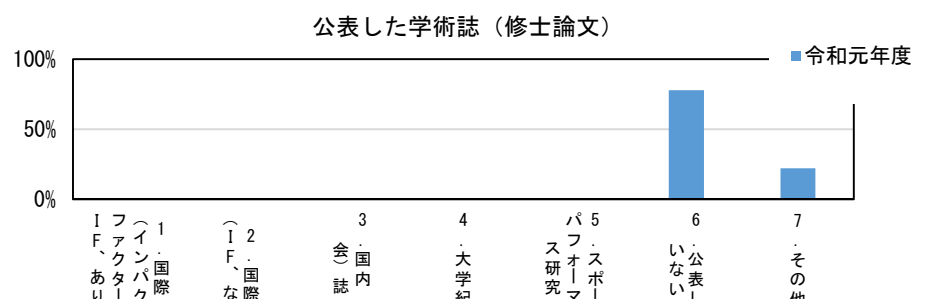 公表した学術誌（修士論文）
100%
令和元年度
50%
0%
1.国際
（インパク
ファクター
IF、あり
2.国際
（IF、な
3.国内
会）誌
4.大学紀
5.スポー
パフォーマ
ス研究
6.公表し
いない
7.その他